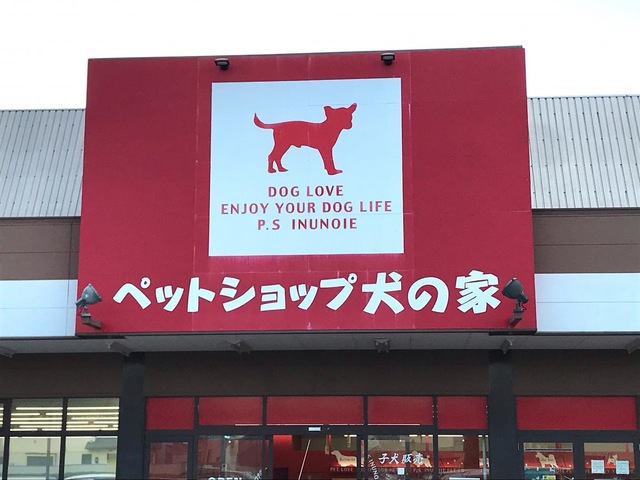 DOG LOVE
ENJOY YOUR DOG LIFE
P.S INUNOIE
ペットショップ犬の家
子犬販売
OPEN